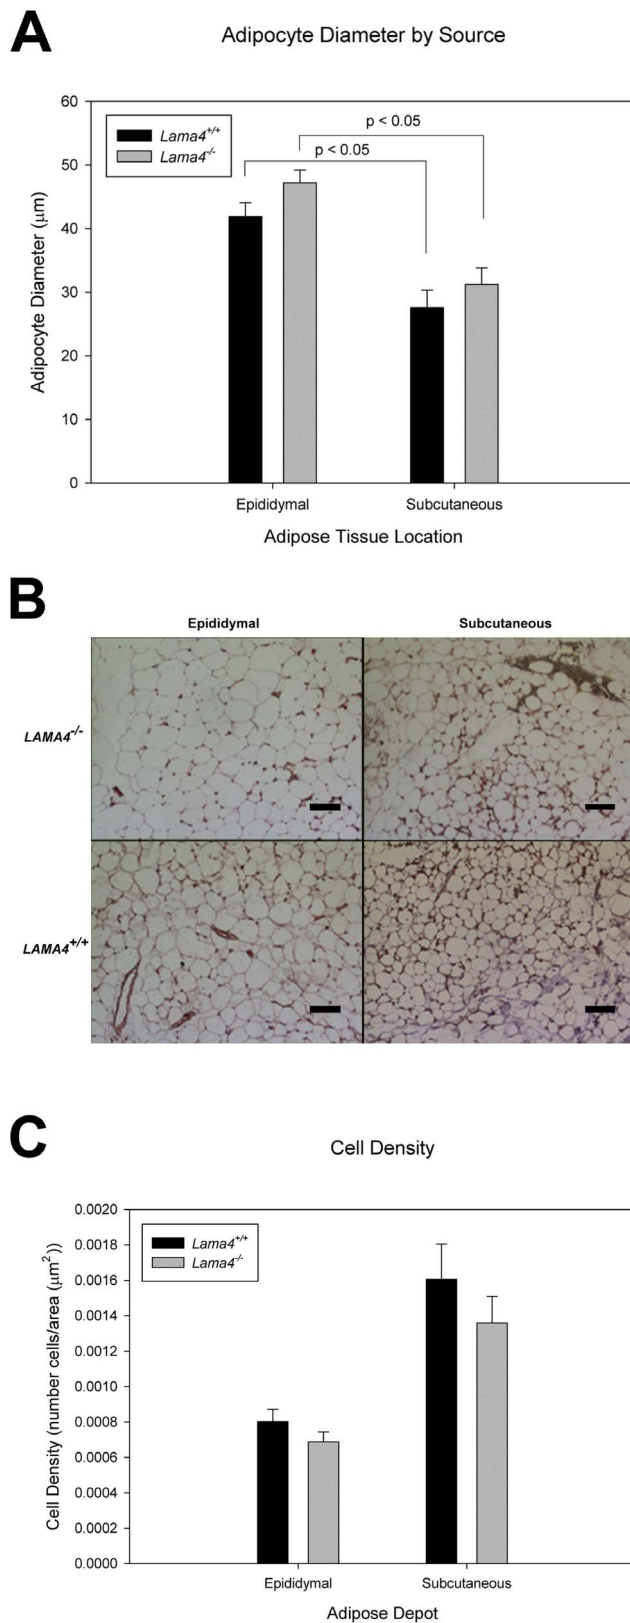 A
Adipocyte Diameter by Source
60
50
40
30
20
10
0
Adipocyte Diameter (μm)
Lama4+/+
Lama4-/-
p < 0.05
p < 0.05
Epididymal Subcutaneous
Adipose Tissue Location
B
Epididymal Subcutaneous
LAMA4-/-
LAMA4+/+
C
Cell Density
0.0020
0.0018
0.0016
0.0014
0.0012
0.0010
0.0008
0.0006
0.0004
0.0002
0.0000
Cell Density (number cells/area (μm²))
Lama4+/+
Lama4-/-
Epididymal Subcutaneous
Adipose Depot